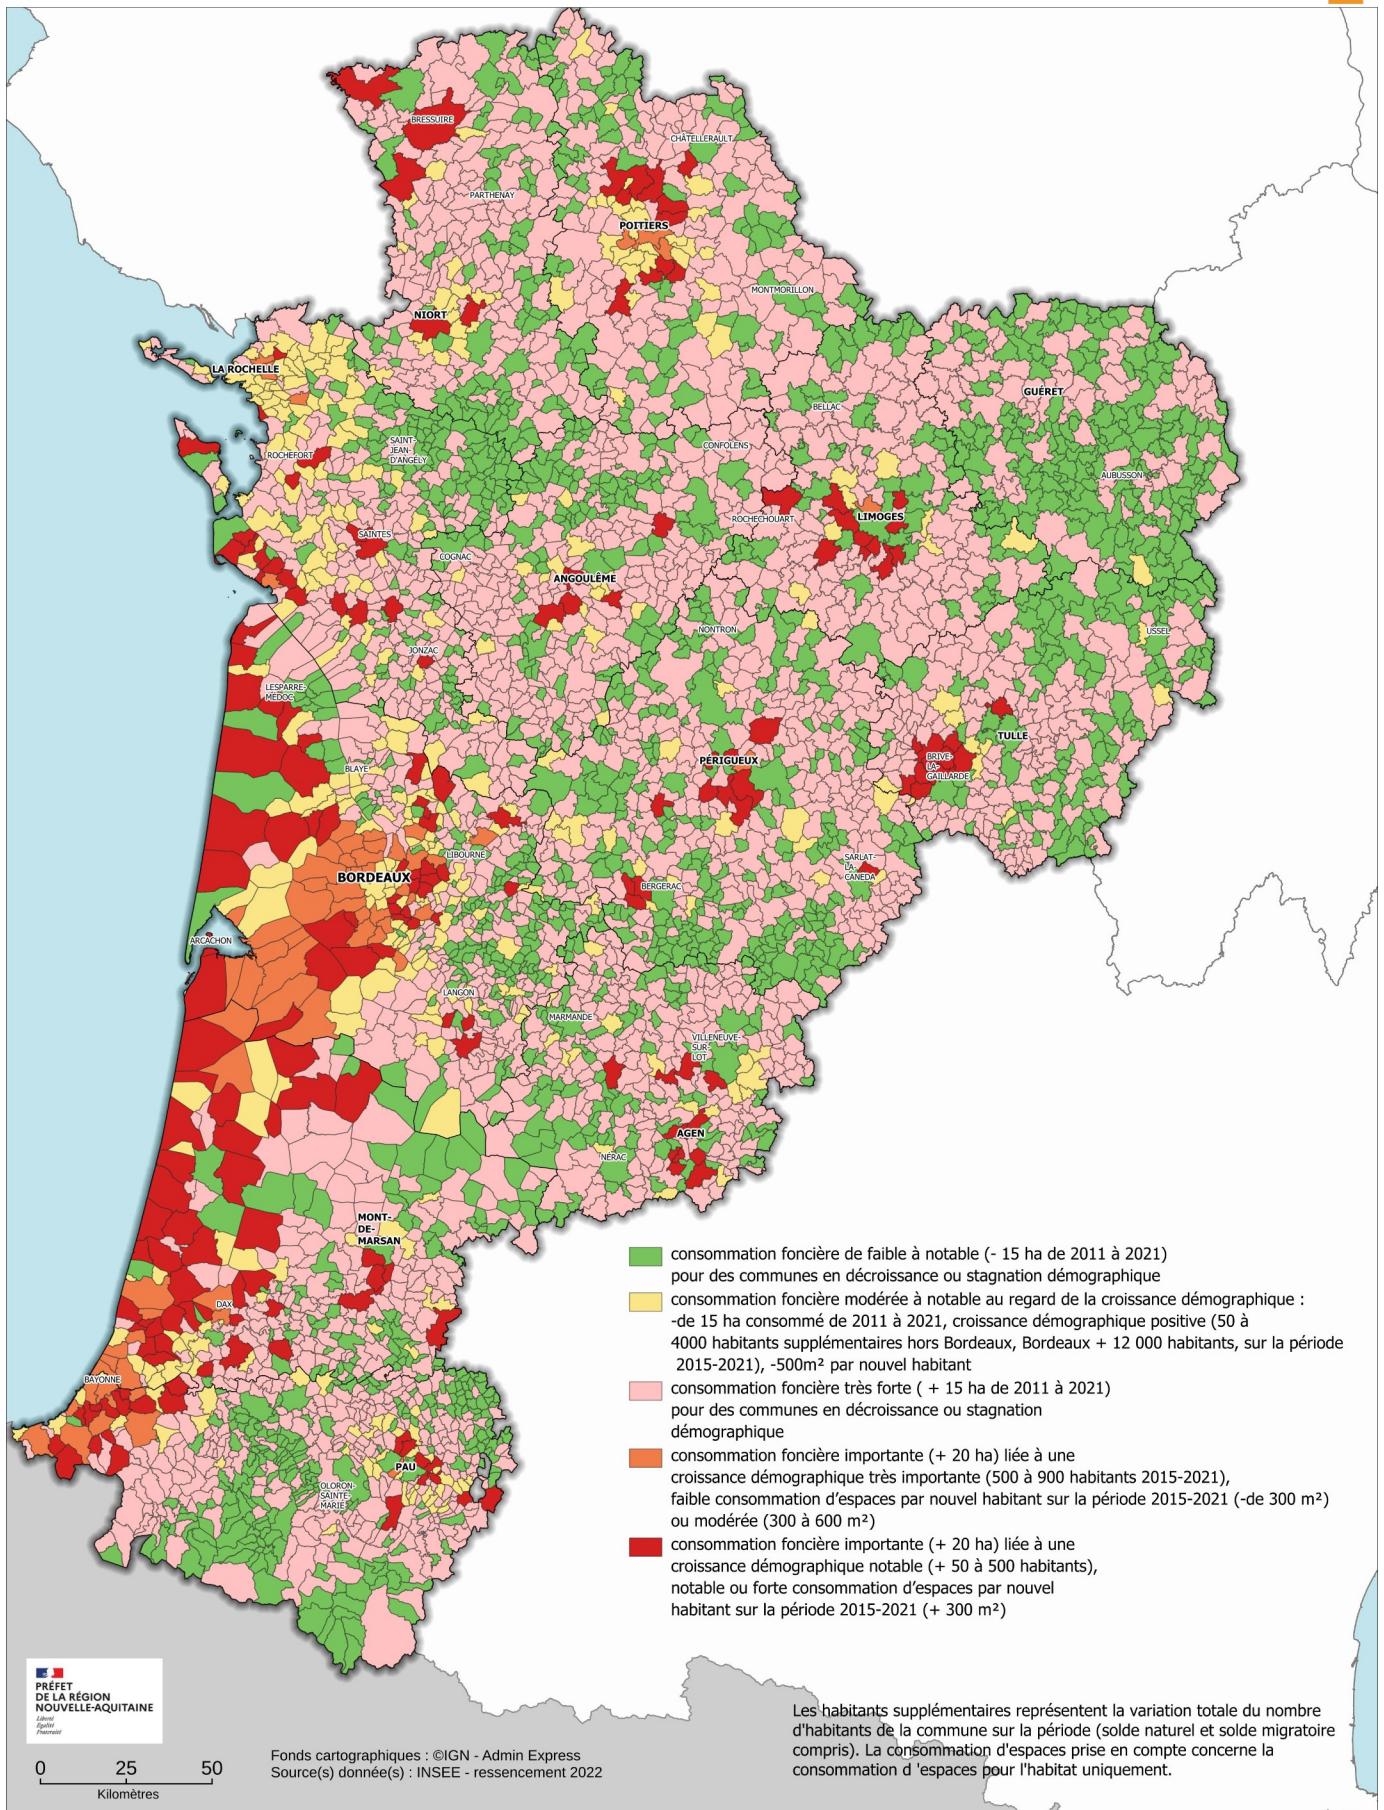 BRESSUIRE
CHÂTELLERAULT
PARTHENAY
POITIERS
MONTMORILLON
NIORT
LA ROCHELLE
GUÉRET
BELLAC
SAINT-
JEAN-
D'ANGELY
CONFOLENS
ROCHEFORT
AUBUSSON
ROCHECHOUART
LIMOGES
SAINTES
COGNAC
ANGOULÊME
NONTRON
USSEL
JONZAC
LESPARRE-
MEDOC
TULLE
PÉRIGUEUX
BRIVE-
LA-
GAILLARDE
BLAYE
LIBOURNE
SARLAT-
LA-
CANEDA
BORDEAUX
BERGERAC
ARCACHON
LANGON
MARMANDE
VILLENEUVE-
SUR-
LOT
AGEN
NÉRAC
MONT-
DE-
MARSAN
DAX
BAYONNE
PAU
OLORON-
SAINTE-
MARIE
consommation foncière de faible à notable (- 15 ha de 2011 à 2021)
pour des communes en décroissance ou stagnation démographique
consommation foncière modérée à notable au regard de la croissance démographique :
-de 15 ha consommé de 2011 à 2021, croissance démographique positive (50 à
4000 habitants supplémentaires hors Bordeaux, Bordeaux + 12 000 habitants, sur la période
2015-2021), -500m² par nouvel habitant
consommation foncière très forte ( + 15 ha de 2011 à 2021)
pour des communes en décroissance ou stagnation
démographique
consommation foncière importante (+ 20 ha) liée à une
croissance démographique très importante (500 à 900 habitants 2015-2021),
faible consommation d'espaces par nouvel habitant sur la période 2015-2021 (-de 300 m²)
ou modérée (300 à 600 m²)
consommation foncière importante (+ 20 ha) liée à une
croissance démographique notable (+ 50 à 500 habitants),
notable ou forte consommation d'espaces par nouvel
habitant sur la période 2015-2021 (+ 300 m²)
PRÉFET
DE LA RÉGION
NOUVELLE-AQUITAINE
Liberté
Égalité
Fraternité
0 25 50
Kilomètres
Fonds cartographiques : ©IGN - Admin Express
Source(s) donnée(s) : INSEE - ressencement 2022
Les habitants supplémentaires représentent la variation totale du nombre
d'habitants de la commune sur la période (solde naturel et solde migratoire
compris). La consommation d'espaces prise en compte concerne la
consommation d 'espaces pour l'habitat uniquement.